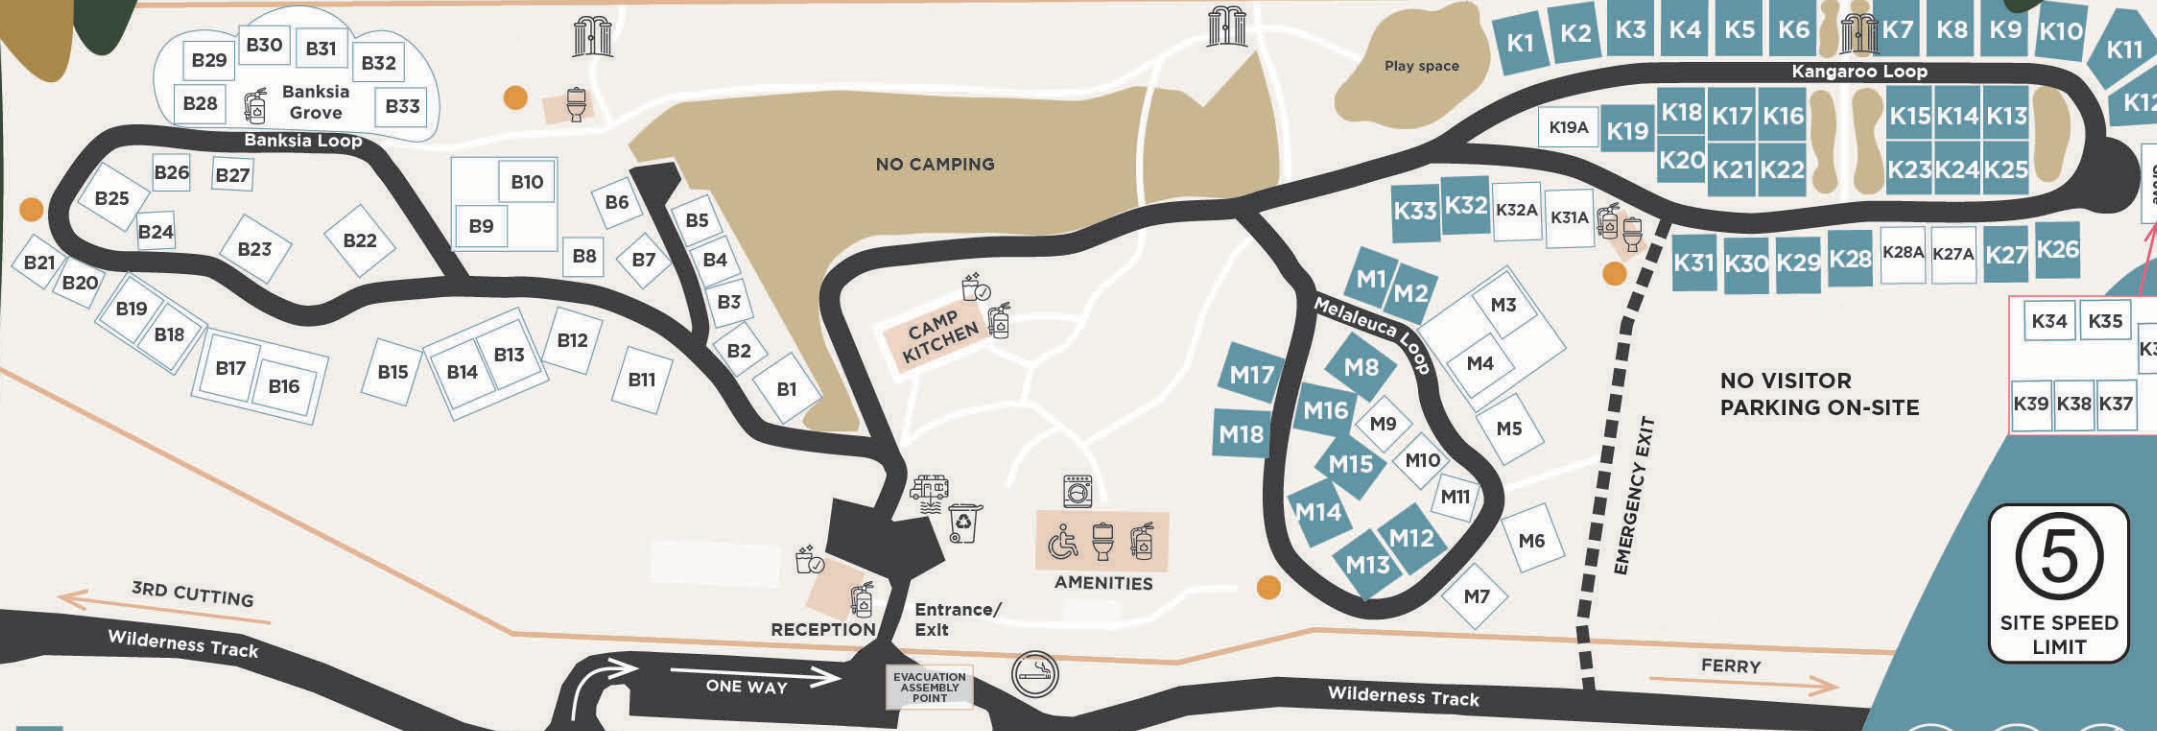 B28
B29
B30
B31
B32
B33
Banksia
Grove
Banksia Loop
B25
B26
B27
B24
B23
B22
B21
B20
B19
B18
B17
B16
B15
B14
B13
B12
B11
B10
B9
B8
B7
B6
B5
B4
B3
B2
B1
NO CAMPING
Play space
CAMP
KITCHEN
AMENITIES
RECEPTION
Entrance/
Exit
3RD CUTTING
Wilderness Track
ONE WAY
EVACUATION
ASSEMBLY
POINT
Wilderness Track
FERRY
EMERGENCY EXIT
NO VISITOR
PARKING ON-SITE
Melaleuca Loop
M1
M2
M3
M4
M5
M6
M7
M8
M9
M10
M11
M12
M13
M14
M15
M16
M17
M18
Kangaroo Loop
K1
K2
K3
K4
K5
K6
K7
K8
K9
K10
K11
K12
K19A
K19
K18
K17
K16
K15
K14
K13
K20
K21
K22
K23
K24
K25
K33
K32
K32A
K31A
K31
K30
K29
K28
K28A
K27A
K27
K26
K34
K35
K39
K38
K37
5
SITE SPEED
LIMIT